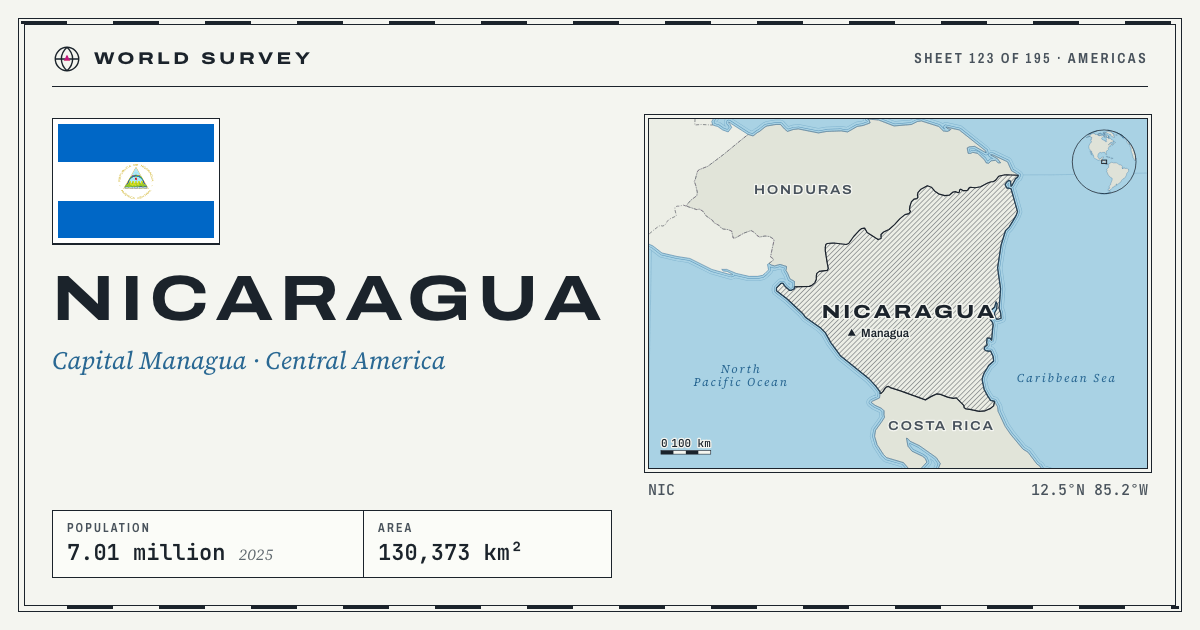 WORLD SURVEY
SHEET 123 OF 195 · AMERICAS
NICARAGUA
Capital Managua · Central America
POPULATION
7.01 million 2025
AREA
130,373 km²
HONDURAS
NICARAGUA
Managua
North
Pacific Ocean
Caribbean Sea
COSTA RICA
0 100 km
NIC
12.5°N 85.2°W